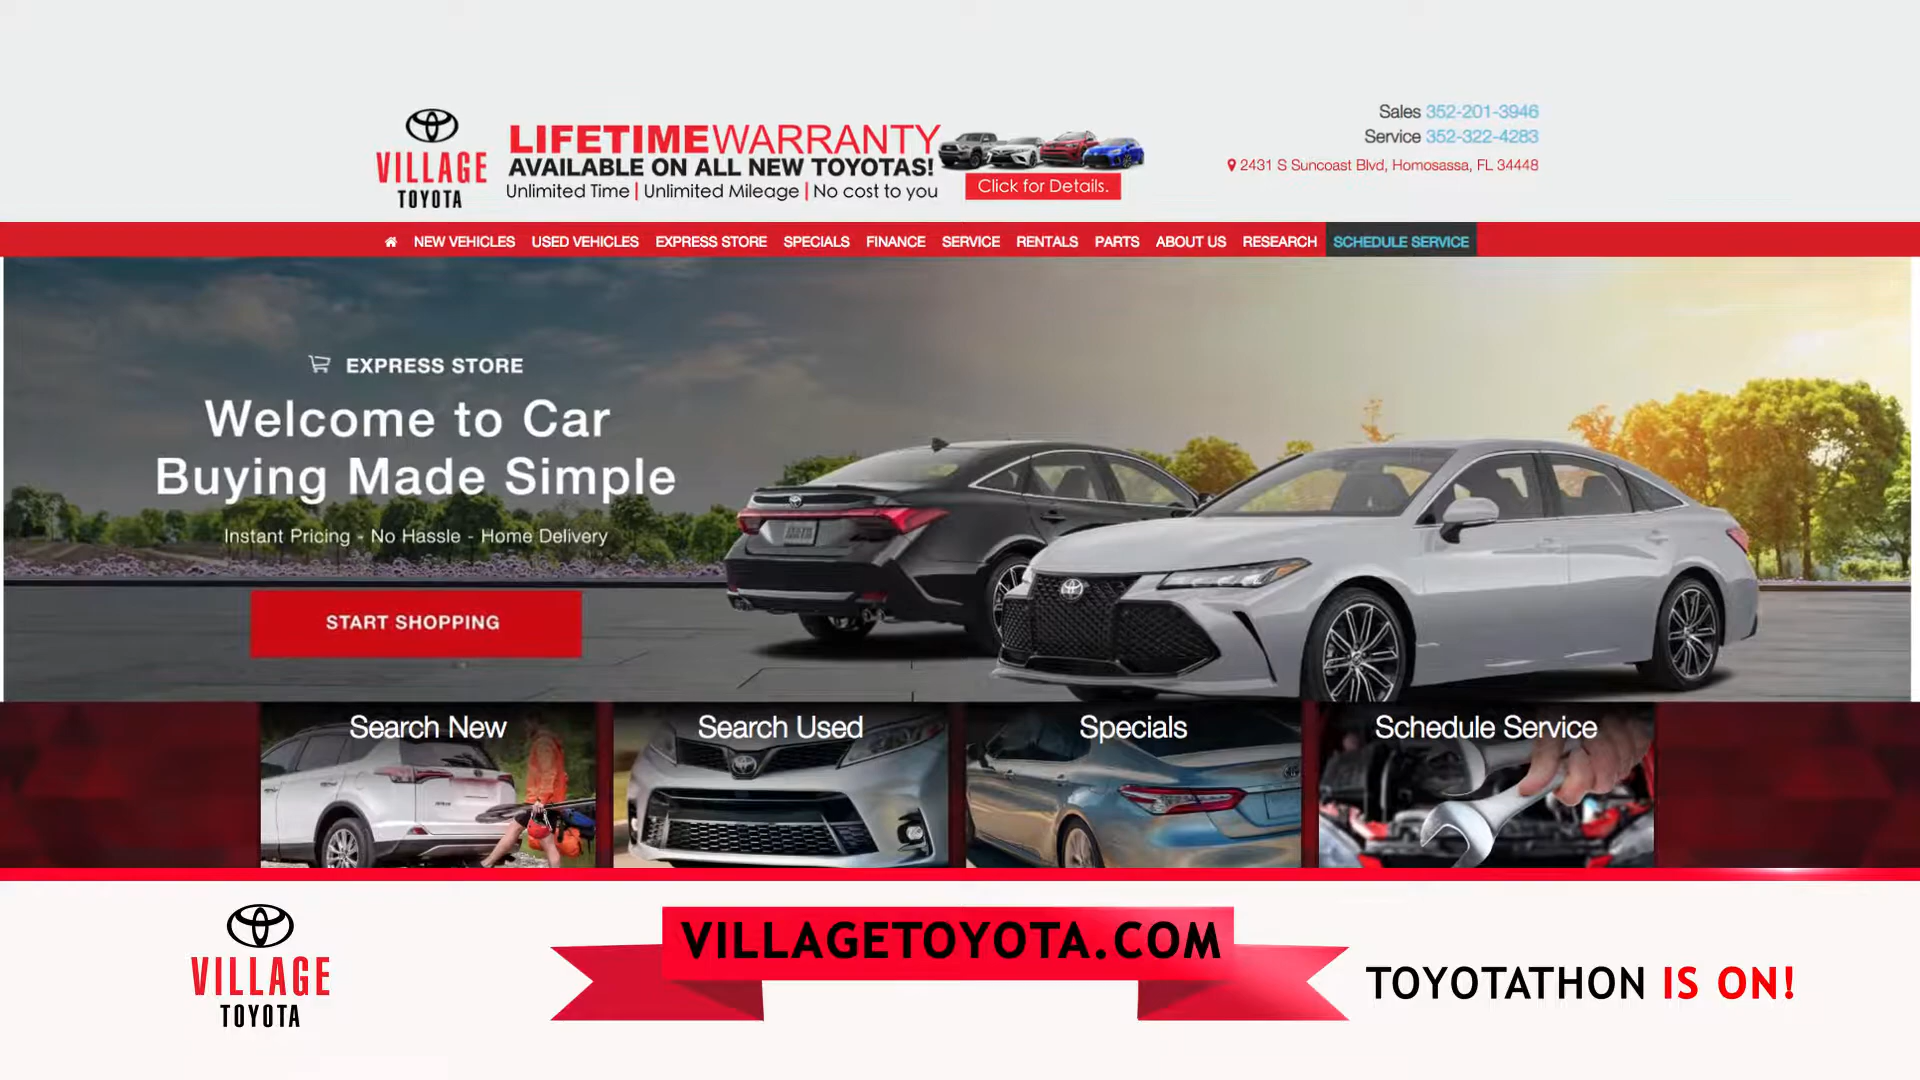 VILLAGE
TOYOTA
LIFETIME WARRANTY
AVAILABLE ON ALL NEW TOYOTAS!
Unlimited Time | Unlimited Mileage | No cost to you
Click for Details.
Sales 352-201-3946
Service 352-322-4283
2431 S Suncoast Blvd, Homosassa, FL 34448
NEW VEHICLES USED VEHICLES EXPRESS STORE SPECIALS FINANCE SERVICE RENTALS PARTS ABOUT US RESEARCH SCHEDULE SERVICE
EXPRESS STORE
Welcome to Car
Buying Made Simple
Instant Pricing - No Hassle - Home Delivery
START SHOPPING
Search New
Search Used
Specials
Schedule Service
VILLAGE
TOYOTA
VILLAGETOYOTA.COM
TOYOTATHON IS ON!